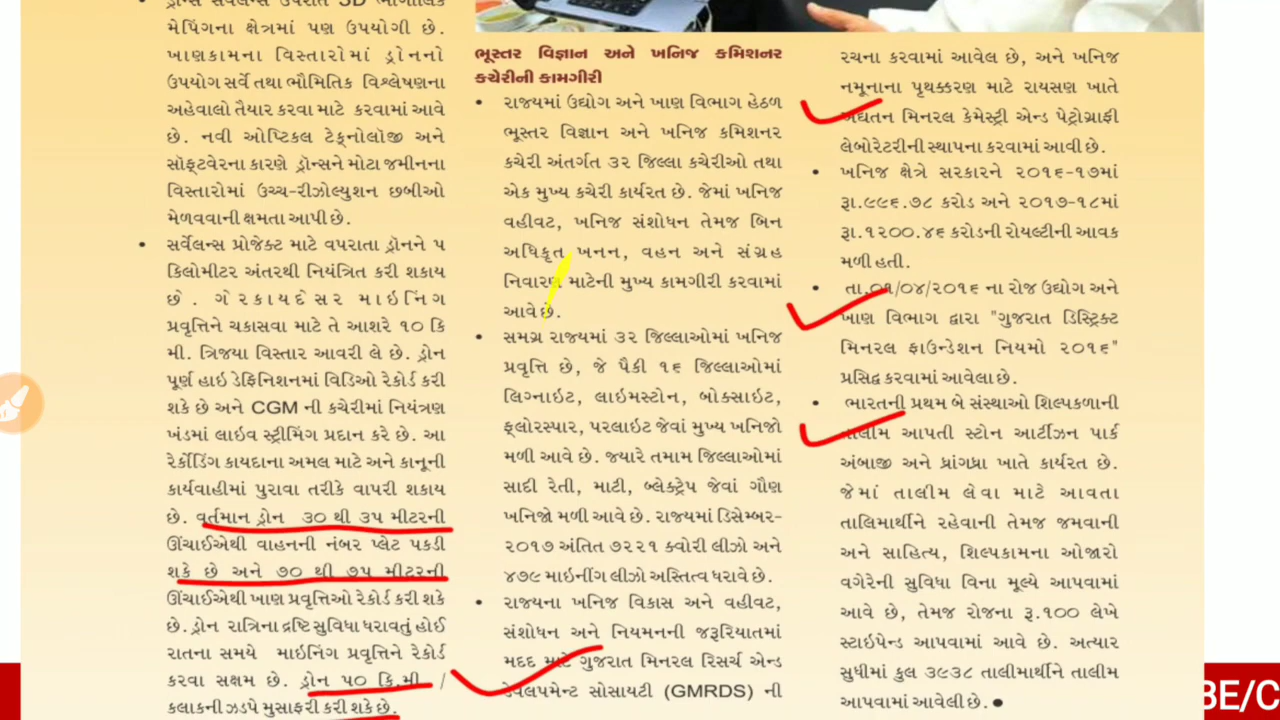 ડ્રોન્સ સર્વેલન્સ ઉપરાંત 3D ભૌગોલિક
મેપિંગના ક્ષેત્રમાં પણ ઉપયોગી છે.
ખાણકામના વિસ્તારોમાં ડ્રોનનો
ઉપયોગ સર્વે તથા ભૌમિતિક વિશ્લેષણના
અહેવાલો તૈયાર કરવા માટે કરવામાં આવે
છે. નવી ઓપ્ટિકલ ટેક્નોલોજી અને
સૉફ્ટવેરના કારણે ડ્રૉન્સને મોટા જમીનના
વિસ્તારોમાં ઉચ્ચ-રીઝોલ્યુશન છબીઓ
મેળવવાની ક્ષમતા આપી છે.
• સર્વેલન્સ પ્રોજેક્ટ માટે વપરાતા ડ્રૉનને ૫
કિલોમીટર અંતરથી નિયંત્રિત કરી શકાય
છે. ગેરકાયદેસર માઇનિંગ
પ્રવૃત્તિને ચકાસવા માટે તે આશરે ૧૦ કિ
મી. ત્રિજયા વિસ્તાર આવરી લે છે. ડ્રોન
પૂર્ણ હાઇ ડેફિનિશનમાં વિડિઓ રેકોર્ડ કરી
શકે છે અને CGM ની કચેરીમાં નિયંત્રણ
ખંડમાં લાઇવ સ્ટ્રીમિંગ પ્રદાન કરે છે. આ
રેકૉર્ડિંગ કાયદાના અમલ માટે અને કાનૂની
કાર્યવાહીમાં પુરાવા તરીકે વાપરી શકાય
છે. વર્તમાન ડ્રોન ૩૦ થી ૩૫ મીટરની
ઊંચાઈએથી વાહનની નંબર પ્લેટ પકડી
શકે છે અને ૭૦ થી ૭૫ મીટરની
ઊંચાઈએથી ખાણ પ્રવૃત્તિઓ રેકોર્ડ કરી શકે
છે. ડ્રોન રાત્રિના દ્રષ્ટિ સુવિધા ધરાવતું હોઈ
રાતના સમયે માઇનિંગ પ્રવૃત્તિને રેકોર્ડ
કરવા સક્ષમ છે. ડ્રોન ૫૦ કિ.મી /
કલાકની ઝડપે મુસાફરી કરી શકે છે.
ભૂસ્તર વિજ્ઞાન અને ખનિજ કમિશનર
કચેરીની કામગીરી
• રાજ્યમાં ઉદ્યોગ અને ખાણ વિભાગ હેઠળ
ભૂસ્તર વિજ્ઞાન અને ખનિજ કમિશનર
કચેરી અંતર્ગત ૩૨ જિલ્લા કચેરીઓ તથા
એક મુખ્ય કચેરી કાર્યરત છે. જેમાં ખનિજ
વહીવટ, ખનિજ સંશોધન તેમજ બિન
અધિકૃત ખનન, વહન અને સંગ્રહ
નિવારણ માટેની મુખ્ય કામગીરી કરવામાં
આવે છે.
• સમગ્ર રાજ્યમાં ૩૨ જિલ્લાઓમાં ખનિજ
પ્રવૃત્તિ છે, જે પૈકી ૧૬ જિલ્લાઓમાં
લિગ્નાઇટ, લાઇમસ્ટોન, બોક્સાઇટ,
ફ્લોરસ્પાર, પરલાઇટ જેવાં મુખ્ય ખનિજો
મળી આવે છે. જ્યારે તમામ જિલ્લાઓમાં
સાદી રેતી, માટી, બ્લેક્ટ્રેપ જેવાં ગૌણ
ખનિજો મળી આવે છે. રાજ્યમાં ડિસેમ્બર-
૨૦૧૭ અંતિત ૭૨૨૧ ક્વોરી લીઝો અને
૪૭૯ માઇનીંગ લીઝો અસ્તિત્વ ધરાવે છે.
• રાજ્યના ખનિજ વિકાસ અને વહીવટ,
સંશોધન અને નિયમનની જરૂરિયાતમાં
મદદ માટે ગુજરાત મિનરલ રિસર્ચ એન્ડ
ડેવલપમેન્ટ સોસાયટી (GMRDS) ની
રચના કરવામાં આવેલ છે, અને ખનિજ
નમૂનાના પૃથક્કરણ માટે રાયસણ ખાતે
અદ્યતન મિનરલ કેમેસ્ટ્રી એન્ડ પેટ્રોગ્રાફી
લેબોરેટરીની સ્થાપના કરવામાં આવી છે.
• ખનિજ ક્ષેત્રે સરકારને ૨૦૧૬-૧૭માં
રૂા.૯૯૬.૭૮ કરોડ અને ૨૦૧૭-૧૮માં
રૂા.૧૨૦૦.૪૬ કરોડની રોયલ્ટીની આવક
મળી હતી.
• તા.૦૧/૦૪/૨૦૧૬ ના રોજ ઉદ્યોગ અને
ખાણ વિભાગ દ્વારા "ગુજરાત ડિસ્ટ્રિક્ટ
મિનરલ ફાઉન્ડેશન નિયમો ૨૦૧૬"
પ્રસિદ્વ કરવામાં આવેલા છે.
• ભારતની પ્રથમ બે સંસ્થાઓ શિલ્પકળાની
તાલીમ આપતી સ્ટોન આર્ટીઝન પાર્ક
અંબાજી અને ધ્રાંગધ્રા ખાતે કાર્યરત છે.
જેમાં તાલીમ લેવા માટે આવતા
તાલિમાર્થીને રહેવાની તેમજ જમવાની
અને સાહિત્ય, શિલ્પકામના ઓજારો
વગેરેની સુવિધા વિના મૂલ્યે આપવામાં
આવે છે, તેમજ રોજના રૂ.૧૦૦ લેખે
સ્ટાઇપેન્ડ આપવામાં આવે છે. અત્યાર
સુધીમાં કુલ ૩૯૩૮ તાલીમાર્થીને તાલીમ
આપવામાં આવેલી છે. ●
BE/C